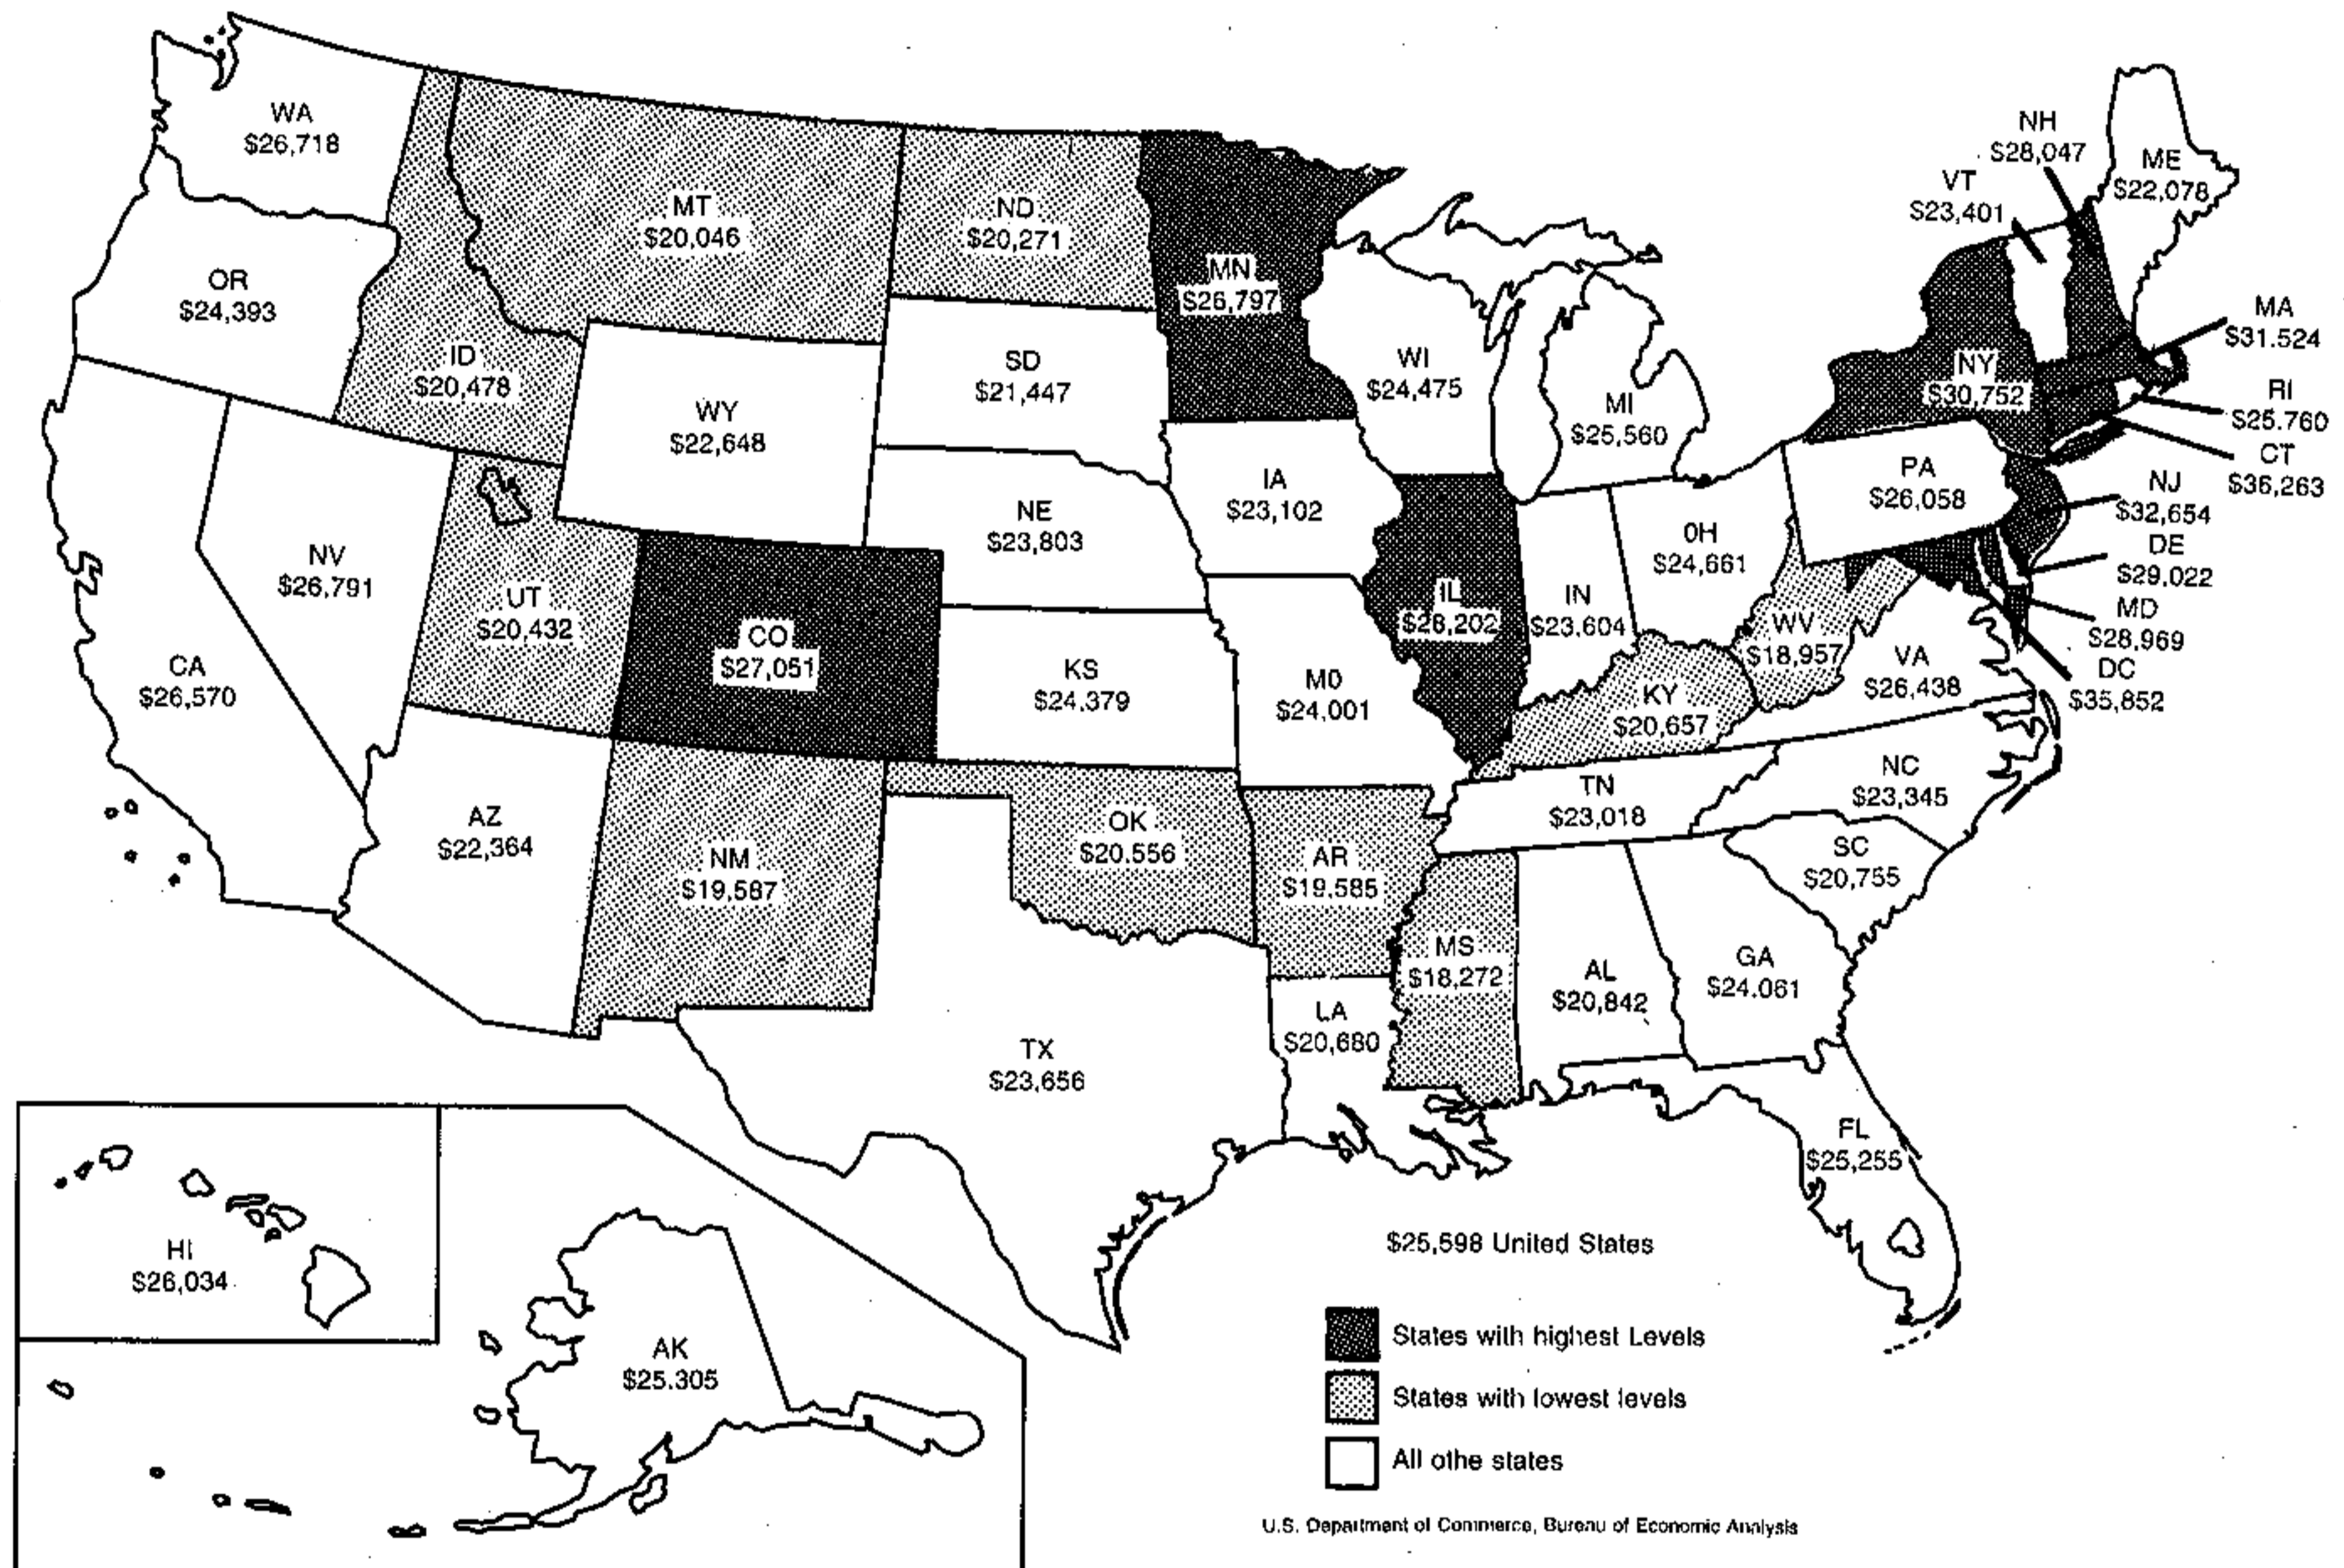 WA
$26,718
OR
$24,393
CA
$26,570
NV
$26,791
ID
$20,478
MT
$20,046
WY
$22,648
UT
$20,432
CO
$27,051
AZ
$22,364
NM
$19,587
ND
$20,271
SD
$21,447
NE
$23,803
KS
$24,379
OK
$20.556
TX
$23,656
MN
$26,797
IA
$23,102
MO
$24,001
AR
$19,585
LA
$20,680
WI
$24,475
IL
$28,202
MI
$25,560
IN
$23,604
OH
$24,661
KY
$20,657
TN
$23,018
MS
$18,272
AL
$20,842
GA
$24.061
FL
$25,255
SC
$20,755
NC
$23,345
VA
$26,438
WV
$18,957
PA
$26,058
NY
$30,752
VT
$23,401
NH
$28,047
ME
$22,078
MA
$31.524
RI
$25.760
CT
$36,263
NJ
$32,654
DE
$29.022
MD
$28,969
DC
$35,852
HI
$26,034
AK
$25.305
$25,598 United States
States with highest Levels
States with lowest levels
All othe states
U.S. Department of Commerce, Bureau of Economic Analysis